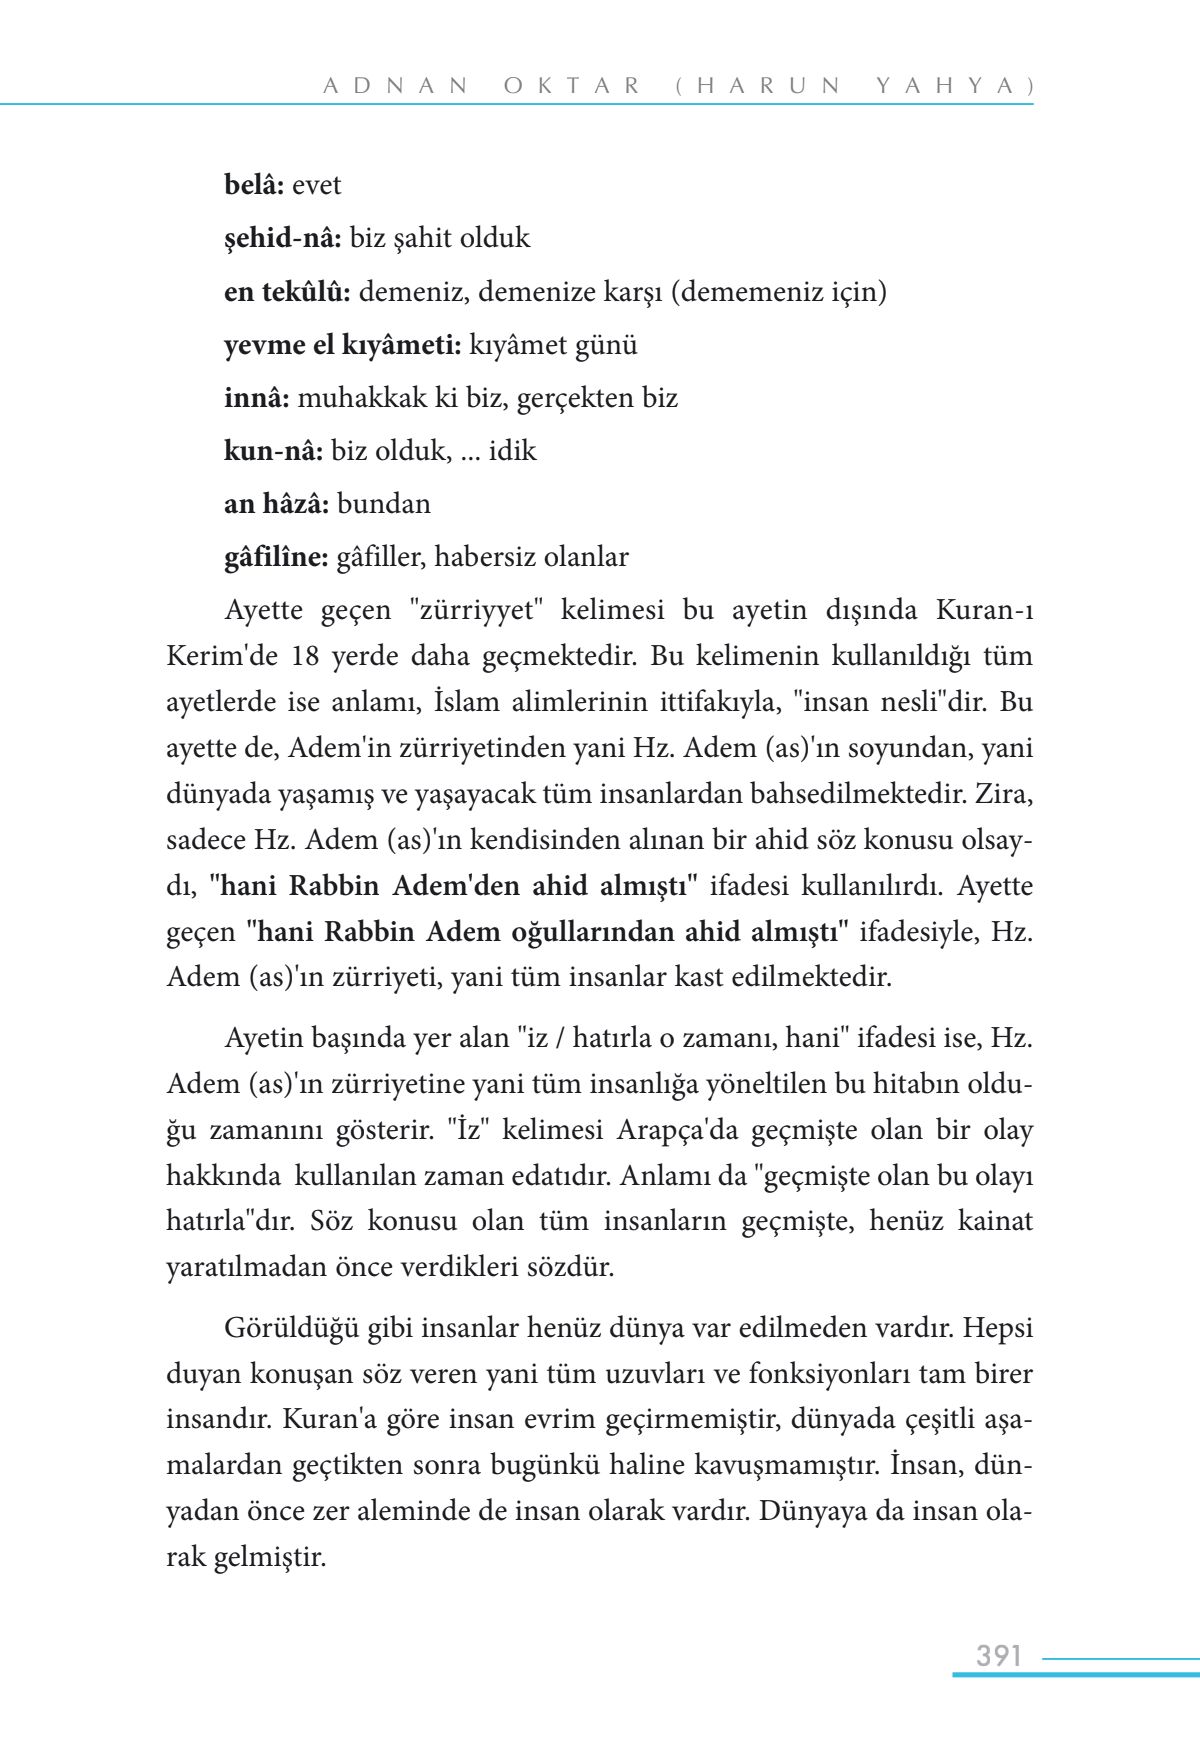 ADNAN OKTAR (HARUN YAHYA)
belâ: evet
şehid-nâ: biz şahit olduk
en tekûlû: demeniz, demenize karşı (dememeniz için)
yevme el kıyâmeti: kıyâmet günü
innâ: muhakkak ki biz, gerçekten biz
kun-nâ: biz olduk, ... idik
an hâzâ: bundan
gâfilîne: gâfiller, habersiz olanlar
Ayette geçen "zürriyyet" kelimesi bu ayetin dışında Kuran-ı
Kerim'de 18 yerde daha geçmektedir. Bu kelimenin kullanıldığı tüm
ayetlerde ise anlamı, İslam alimlerinin ittifakıyla, "insan nesli"dir. Bu
ayette de, Adem'in zürriyetinden yani Hz. Adem (as)'ın soyundan, yani
dünyada yaşamış ve yaşayacak tüm insanlardan bahsedilmektedir. Zira,
sadece Hz. Adem (as)'ın kendisinden alınan bir ahid söz konusu olsay-
dı, "hani Rabbin Adem'den ahid almıştı" ifadesi kullanılırdı. Ayette
geçen "hani Rabbin Adem oğullarından ahid almıştı" ifadesiyle, Hz.
Adem (as)'ın zürriyeti, yani tüm insanlar kast edilmektedir.
Ayetin başında yer alan "iz / hatırla o zamanı, hani" ifadesi ise, Hz.
Adem (as)'ın zürriyetine yani tüm insanlığa yöneltilen bu hitabın oldu-
ğu zamanını gösterir. "İz" kelimesi Arapça'da geçmişte olan bir olay
hakkında kullanılan zaman edatıdır. Anlamı da "geçmişte olan bu olayı
hatırla"dır. Söz konusu olan tüm insanların geçmişte, henüz kainat
yaratılmadan önce verdikleri sözdür.
Görüldüğü gibi insanlar henüz dünya var edilmeden vardır. Hepsi
duyan konuşan söz veren yani tüm uzuvları ve fonksiyonları tam birer
insandır. Kuran'a göre insan evrim geçirmemiştir, dünyada çeşitli aşa-
malardan geçtikten sonra bugünkü haline kavuşmamıştır. İnsan, dün-
yadan önce zer aleminde de insan olarak vardır. Dünyaya da insan ola-
rak gelmiştir.
391